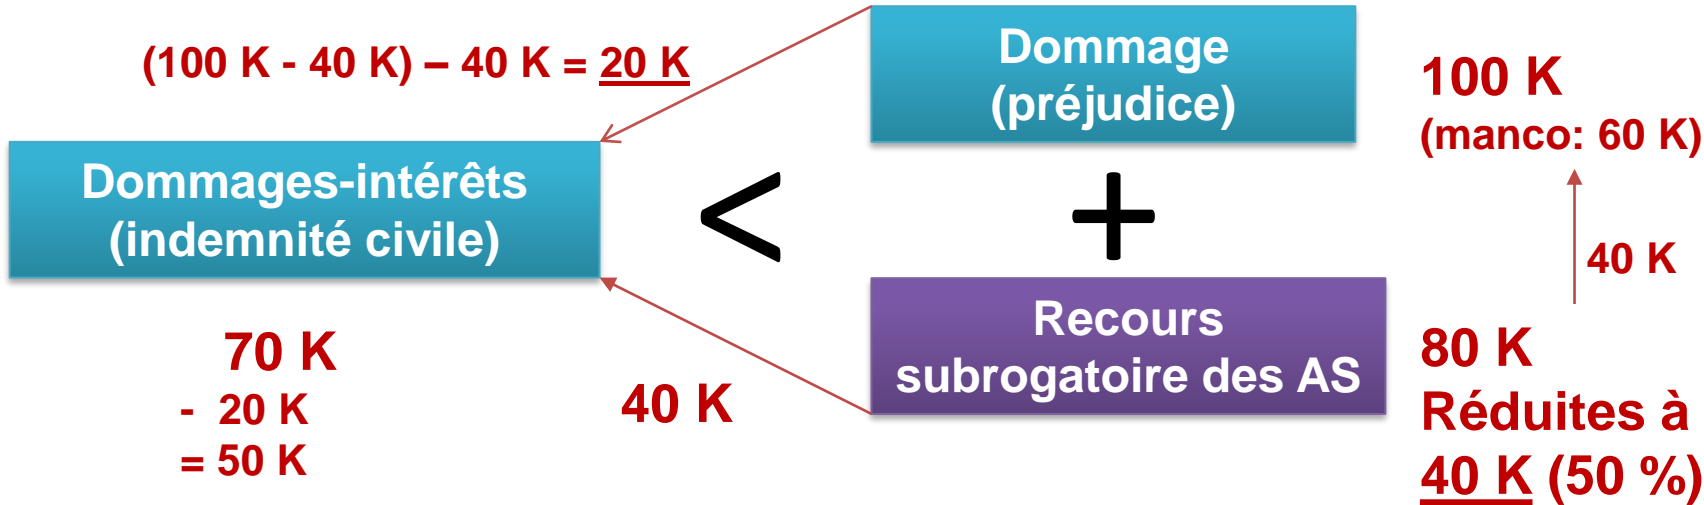 (100 K - 40 K) – 40 K = 20 K
Dommage
(préjudice)
100 K
(manco: 60 K)
Dommages-intérêts
(indemnité civile)
<
+
40 K
Recours
subrogatoire des AS
70 K
- 20 K
= 50 K
40 K
80 K
Réduites à
40 K (50 %)